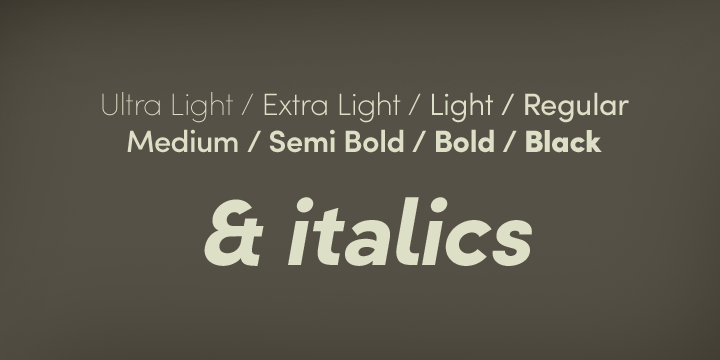 Ultra Light / Extra Light / Light / Regular
Medium / Semi Bold / Bold / Black
& italics